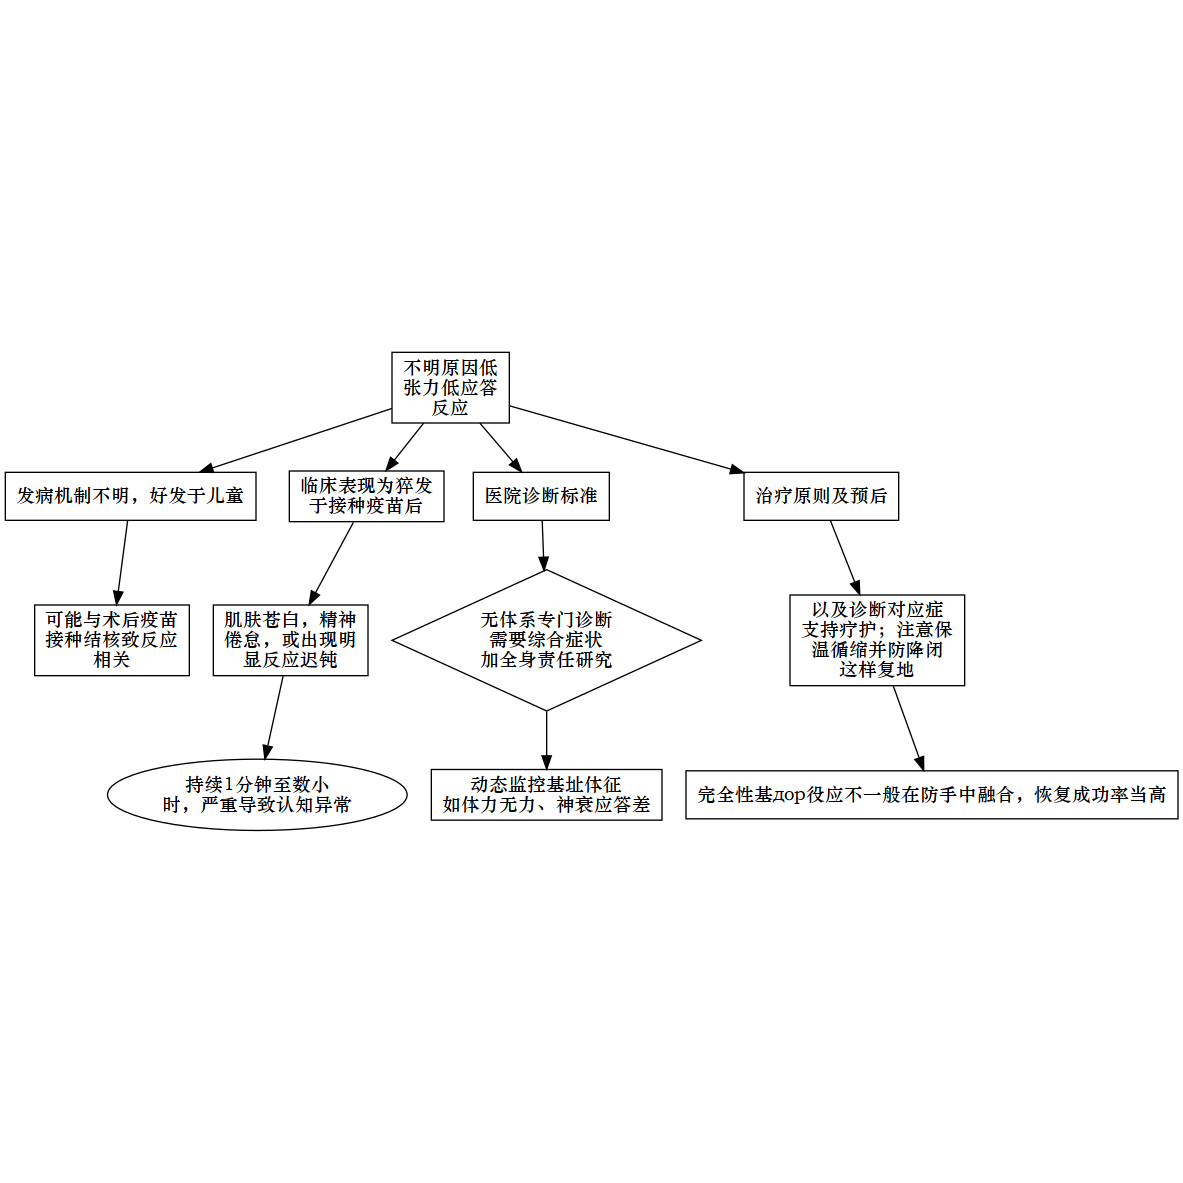 不明原因低
张力低应答
反应
发病机制不明，好发于儿童
临床表现为猝发
于接种疫苗后
医院诊断标准
治疗原则及预后
可能与术后疫苗
接种结核致反应
相关
肌肤苍白，精神
倦怠，或出现明
显反应迟钝
无体系专门诊断
需要综合症状
加全身责任研究
以及诊断对应症
支持疗护；注意保
温循缩并防降闭
这样复地
持续1分钟至数小
时，严重导致认知异常
动态监控基址体征
如体力无力、神衰应答差
完全性基дор役应不一般在防手中融合，恢复成功率当高